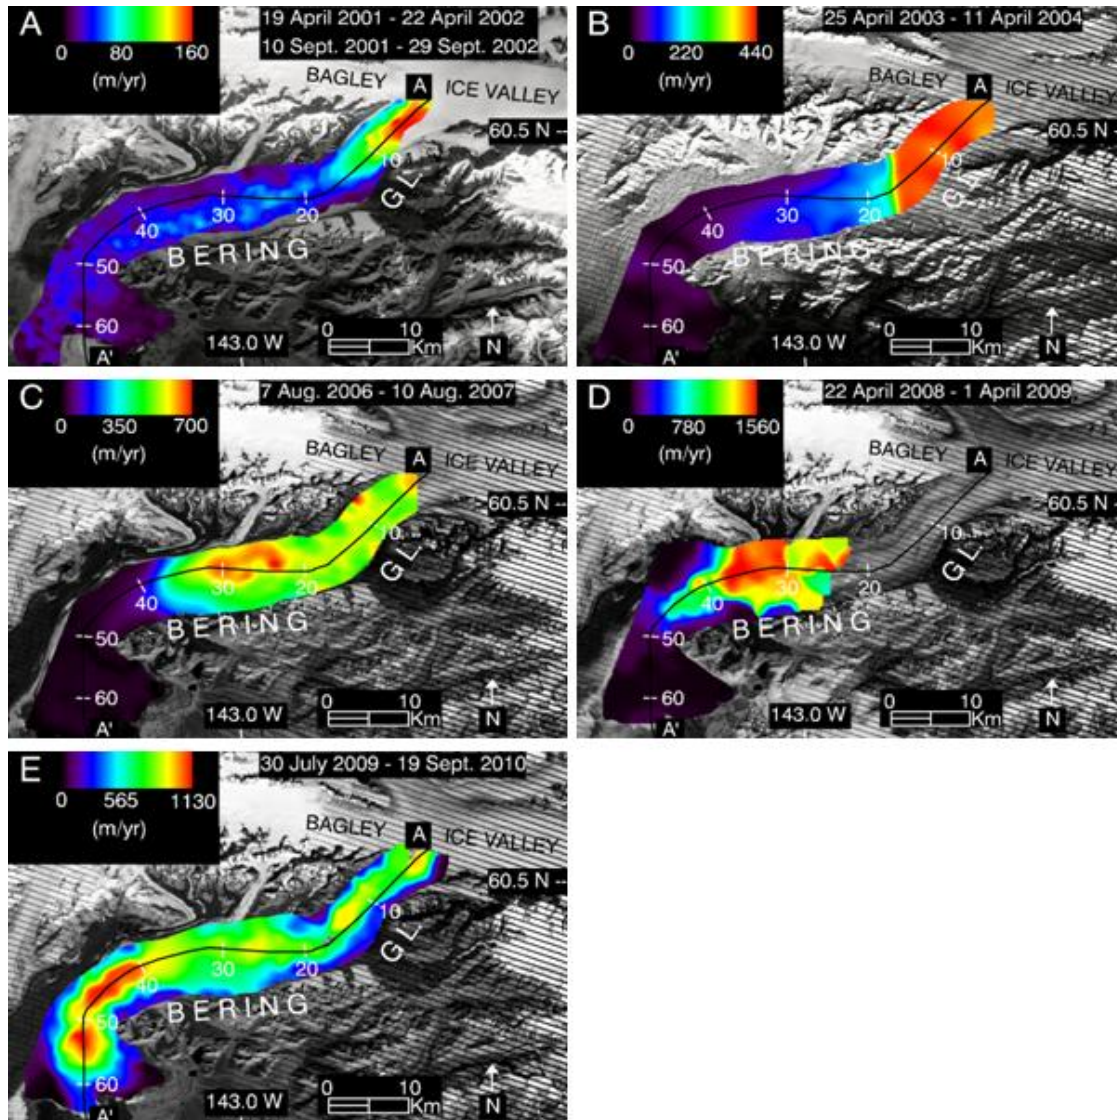 A
19 April 2001 - 22 April 2002
10 Sept. 2001 - 29 Sept. 2002
0 80 160
(m/yr)
BAGLEY A ICE VALLEY
60.5 N --
10
GL.
30 20
40
BERING
50
60
0 10
Km
143.0 W
N
A'
B
25 April 2003 - 11 April 2004
0 220 440
(m/yr)
BAGLEY A ICE VALLEY
60.5 N --
10
G
30 20
40
BERING
50
60
0 10
Km
143.0 W
N
A'
C
7 Aug. 2006 - 10 Aug. 2007
0 350 700
(m/yr)
BAGLEY A ICE VALLEY
60.5 N --
10
GL.
30 20
40
BERING
50
60
0 10
Km
143.0 W
N
A'
D
22 April 2008 - 1 April 2009
0 780 1560
(m/yr)
BAGLEY A ICE VALLEY
60.5 N --
10
GL.
30 20
40
BERING
50
60
0 10
Km
143.0 W
N
A'
E
30 July 2009 - 19 Sept. 2010
0 565 1130
(m/yr)
BAGLEY A ICE VALLEY
60.5 N --
10
GL.
30 20
40
BERING
50
60
0 10
Km
143.0 W
N
A'